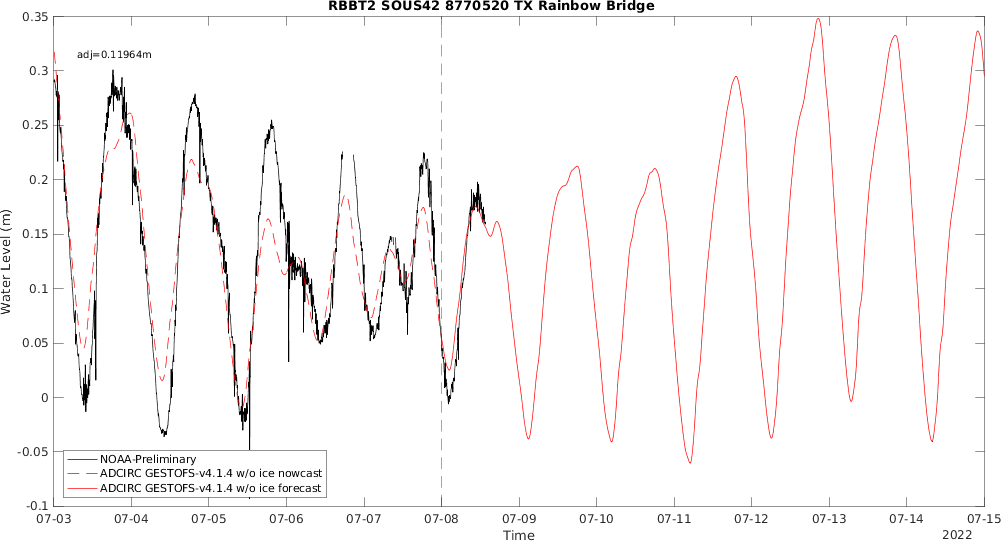 RBBT2 SOUS42 8770520 TX Rainbow Bridge
adj=0.11964m
Water Level (m)
0.35
0.3
0.25
0.2
0.15
0.1
0.05
0
-0.05
-0.1
NOAA-Preliminary
ADCIRC GESTOFS-v4.1.4 w/o ice nowcast
ADCIRC GESTOFS-v4.1.4 w/o ice forecast
07-03 07-04 07-05 07-06 07-07 07-08 07-09 07-10 07-11 07-12 07-13 07-14 07-15
Time
2022